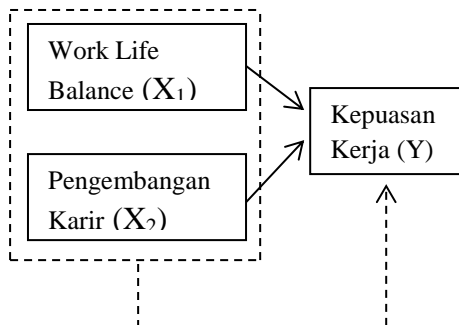 Work Life
Balance (X₁)
Kepuasan
Kerja (Y)
Pengembangan
Karir (X₂)